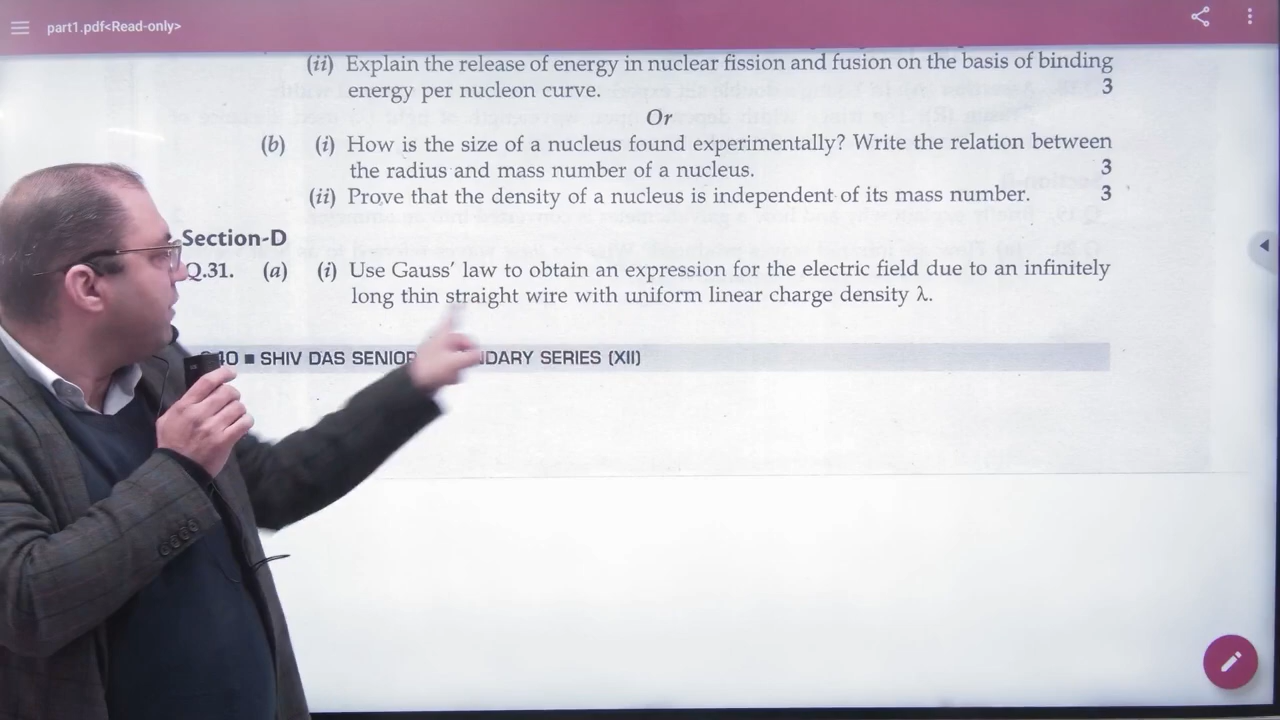 part1.pdf<Read-only>
(ii) Explain the release of energy in nuclear fission and fusion on the basis of binding
energy per nucleon curve. 3
Or
(b) (i) How is the size of a nucleus found experimentally? Write the relation between
the radius and mass number of a nucleus. 3
(ii) Prove that the density of a nucleus is independent of its mass number. 3
Section-D
Q.31. (a) (i) Use Gauss' law to obtain an expression for the electric field due to an infinitely
long thin straight wire with uniform linear charge density λ.
40 ■ SHIV DAS SENIOR NDARY SERIES (XII)